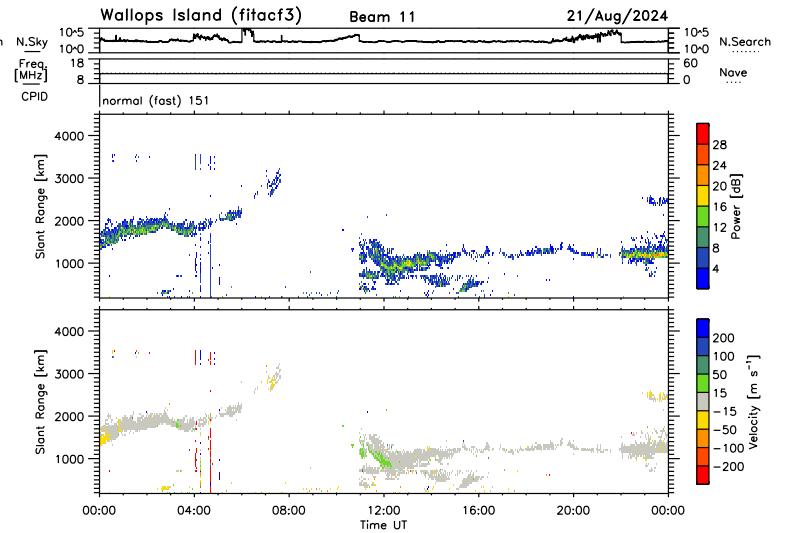 Wallops Island (fitacf3) Beam 11 21/Aug/2024
N.Sky 10^5 10^0 10^5 10^0 N.Search
Freq. [MHz] 18 8 60 0 Nave
CPID normal (fast) 151
Slant Range [km] 4000 3000 2000 1000
Power [dB] 28 24 20 16 12 8 4
Slant Range [km] 4000 3000 2000 1000
Velocity [m s⁻¹] 200 100 50 15 −15 −50 −100 −200
00:00 04:00 08:00 12:00 16:00 20:00 00:00
Time UT